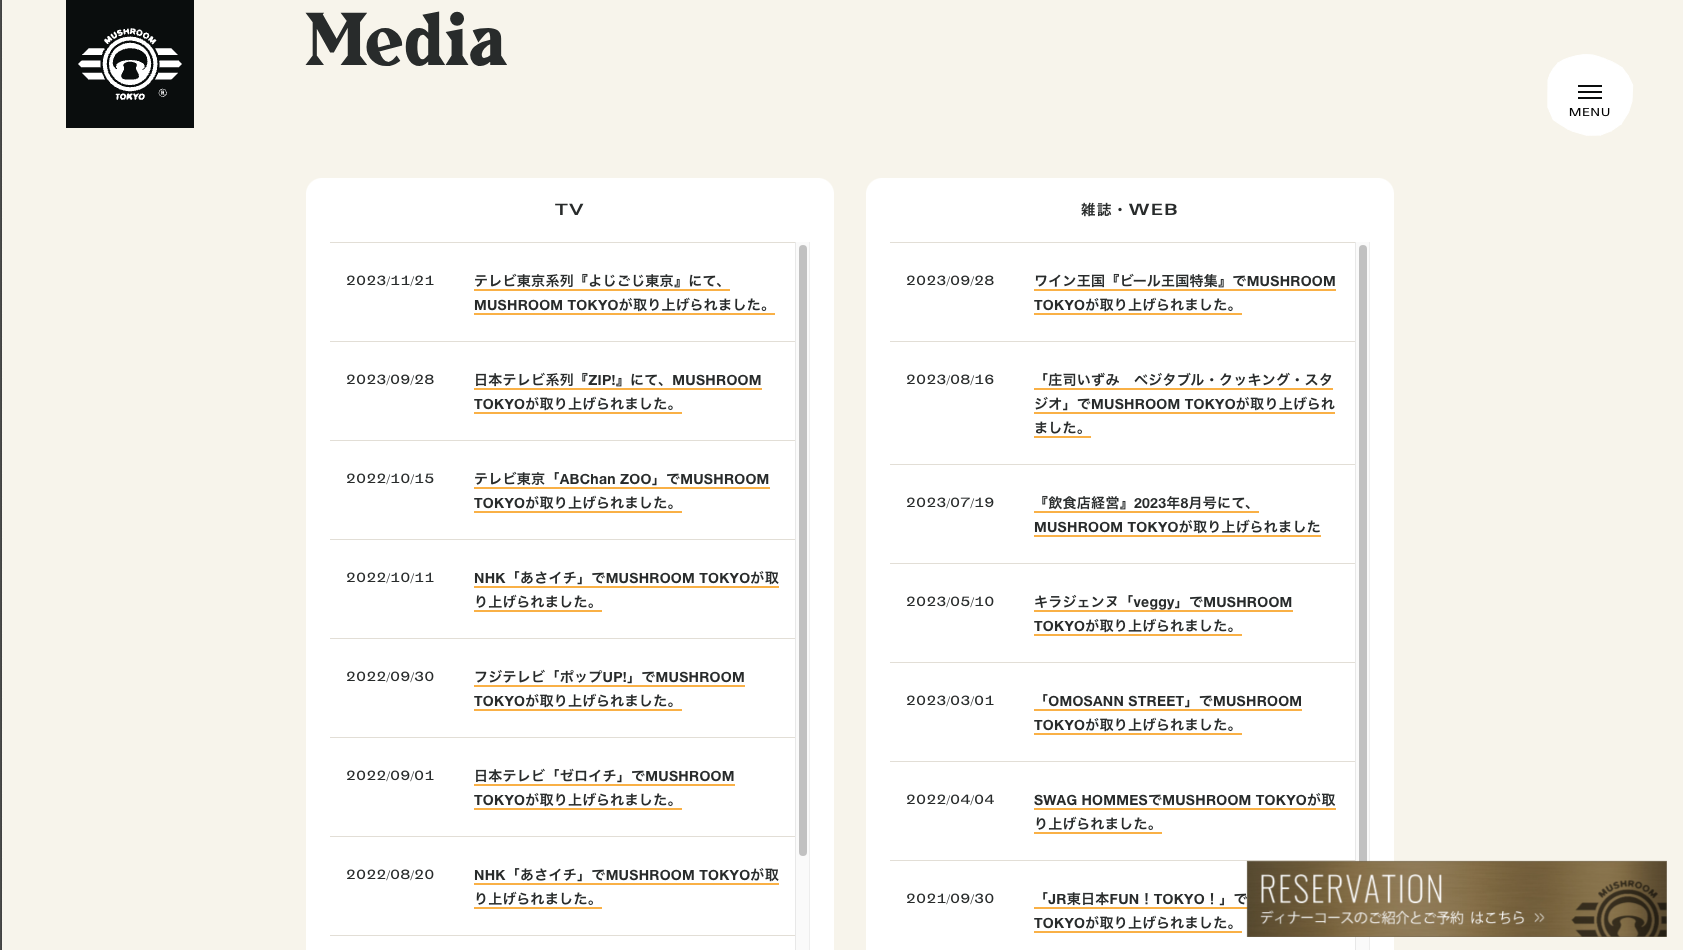 MUSHROOM
TOKYO ®
Media
MENU
TV
2023/11/21
テレビ東京系列『よじごじ東京』にて、
MUSHROOM TOKYOが取り上げられました。
2023/09/28
日本テレビ系列『ZIP!』にて、MUSHROOM
TOKYOが取り上げられました。
2022/10/15
テレビ東京「ABChan ZOO」でMUSHROOM
TOKYOが取り上げられました。
2022/10/11
NHK「あさイチ」でMUSHROOM TOKYOが取
り上げられました。
2022/09/30
フジテレビ「ポップUP!」でMUSHROOM
TOKYOが取り上げられました。
2022/09/01
日本テレビ「ゼロイチ」でMUSHROOM
TOKYOが取り上げられました。
2022/08/20
NHK「あさイチ」でMUSHROOM TOKYOが取
り上げられました。
雑誌・WEB
2023/09/28
ワイン王国『ビール王国特集』でMUSHROOM
TOKYOが取り上げられました。
2023/08/16
「庄司いずみ　ベジタブル・クッキング・スタ
ジオ」でMUSHROOM TOKYOが取り上げられ
ました。
2023/07/19
『飲食店経営』2023年8月号にて、
MUSHROOM TOKYOが取り上げられました
2023/05/10
キラジェンヌ「veggy」でMUSHROOM
TOKYOが取り上げられました。
2023/03/01
「OMOSANN STREET」でMUSHROOM
TOKYOが取り上げられました。
2022/04/04
SWAG HOMMESでMUSHROOM TOKYOが取
り上げられました。
2021/09/30
「JR東日本FUN！TOKYO！」で
TOKYOが取り上げられました。
RESERVATION
ディナーコースのご紹介とご予約 はこちら »
MUSHROOM